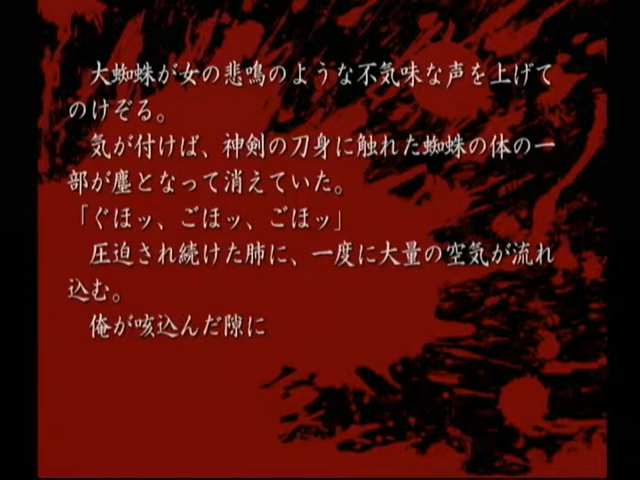 大蜘蛛が女の悲鳴のような不気味な声を上げて
のけぞる。
　気が付けば、神剣の刀身に触れた蜘蛛の体の一
部が塵となって消えていた。
「ぐほッ、ごほッ、ごほッ」
　圧迫され続けた肺に、一度に大量の空気が流れ
込む。
　俺が咳込んだ隙に